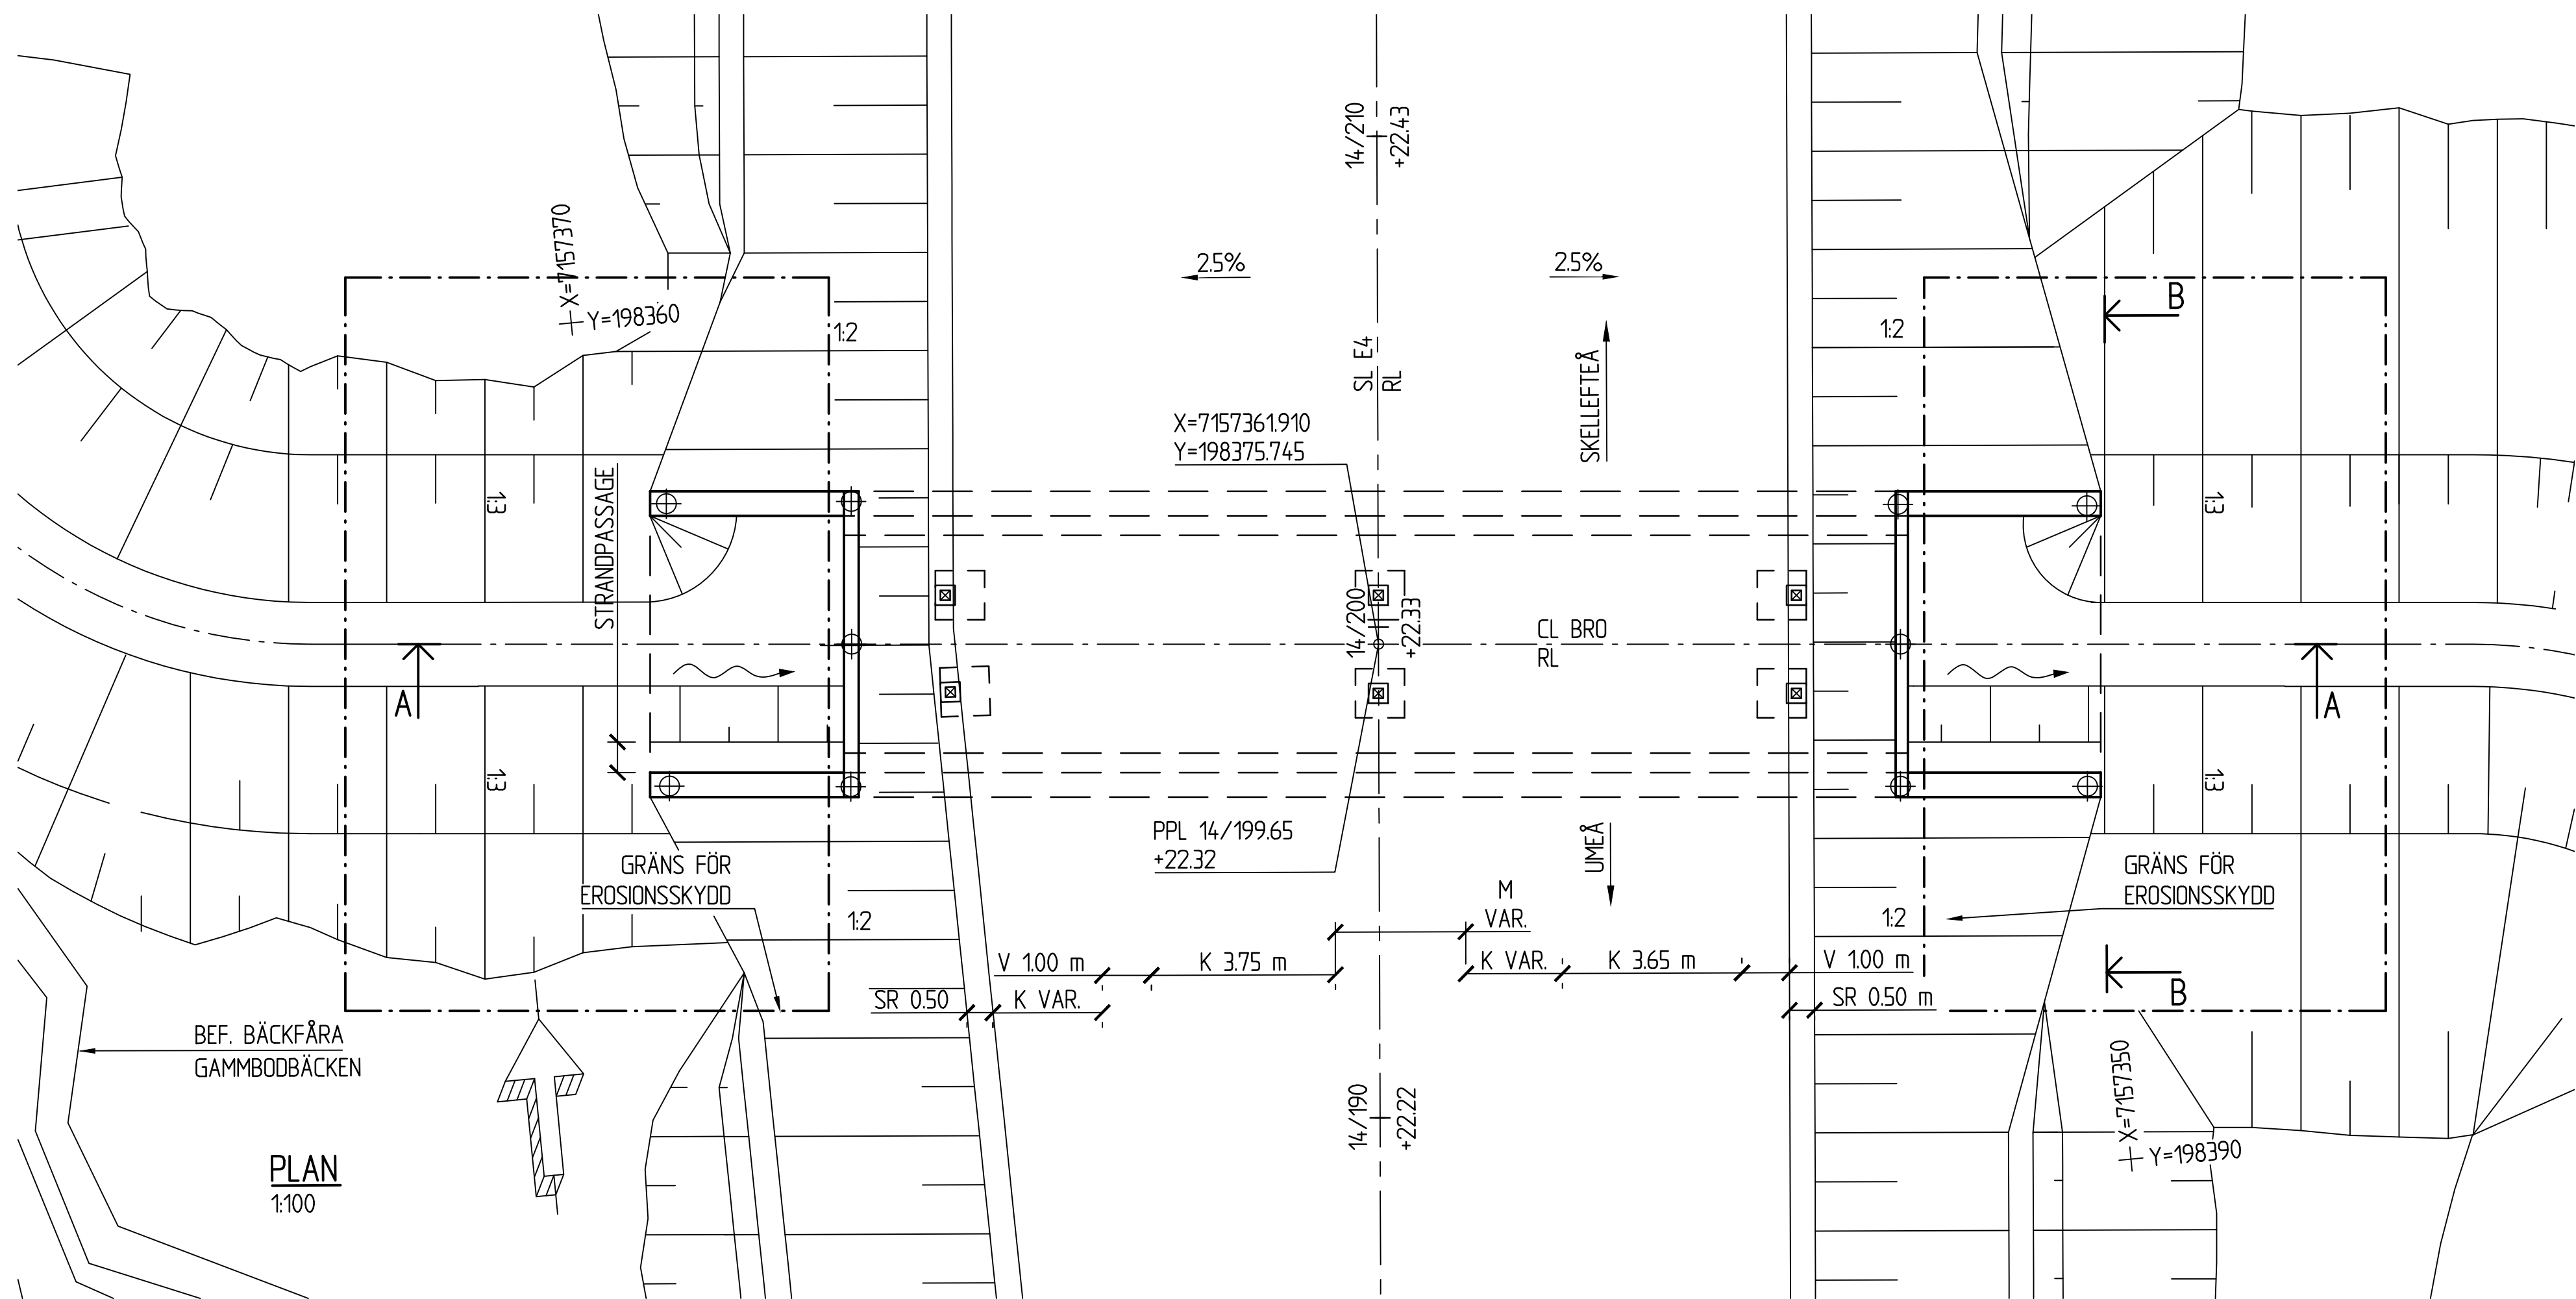 14/210
+22.43
X=7157370
Y=198360
2.5%
2.5%
B
1:2
1:2
SL E4
RL
SKELLEFTEÅ
X=7157361.910
Y=198375.745
STRANDPASSAGE
1:3
1:3
14/200
+22.33
CL BRO
RL
A
A
1:3
1:3
PPL 14/199.65
+22.32
UMEÅ
GRÄNS FÖR
EROSIONSSKYDD
GRÄNS FÖR
EROSIONSSKYDD
1:2
1:2
M
VAR.
V 1.00 m
K 3.75 m
K VAR.
K 3.65 m
V 1.00 m
SR 0.50
K VAR.
SR 0.50 m
B
BEF. BÄCKFÅRA
GAMMBODBÄCKEN
14/190
+22.22
X=7157350
Y=198390
PLAN
1:100